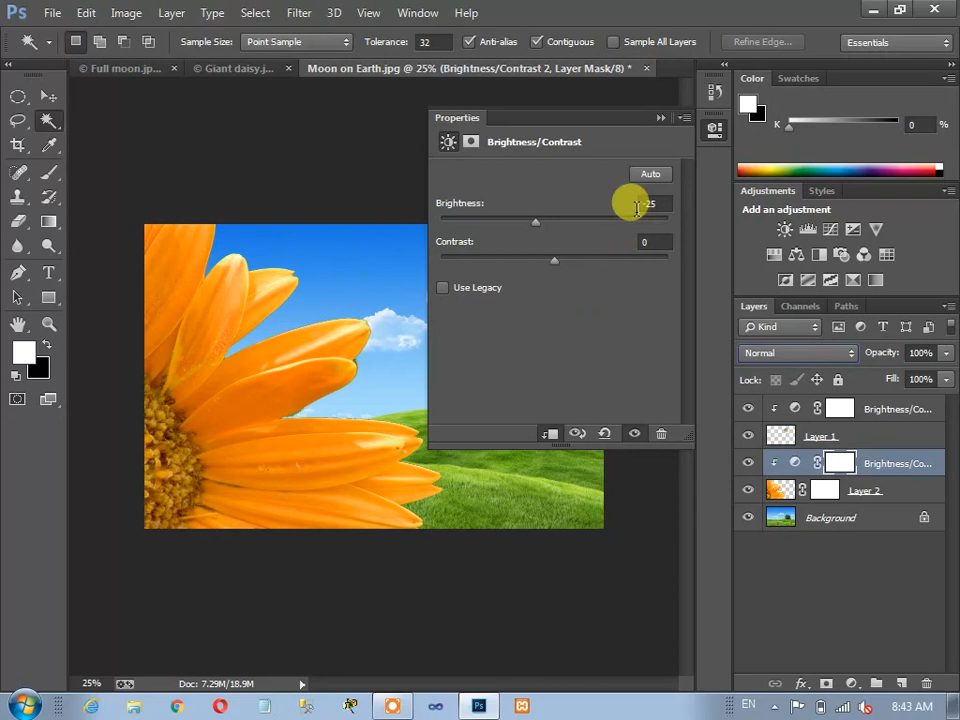 Ps File Edit Image Layer Type Select Filter 3D View Window Help
Sample Size: Point Sample Tolerance: 32 Anti-alias Contiguous Sample All Layers Refine Edge... Essentials
© Full moon.jp... × © Giant daisy.j... × Moon on Earth.jpg @ 25% (Brightness/Contrast 2, Layer Mask/8) * ×
Color Swatches
K 0 %
Properties
Brightness/Contrast
Auto
Brightness: -25
Contrast: 0
Use Legacy
Adjustments Styles
Add an adjustment
Layers Channels Paths
Kind
Normal Opacity: 100%
Lock: Fill: 100%
Brightness/Co...
Layer 1
Brightness/Co...
Layer 2
Background
25% Doc: 7.29M/18.9M
EN 8:43 AM